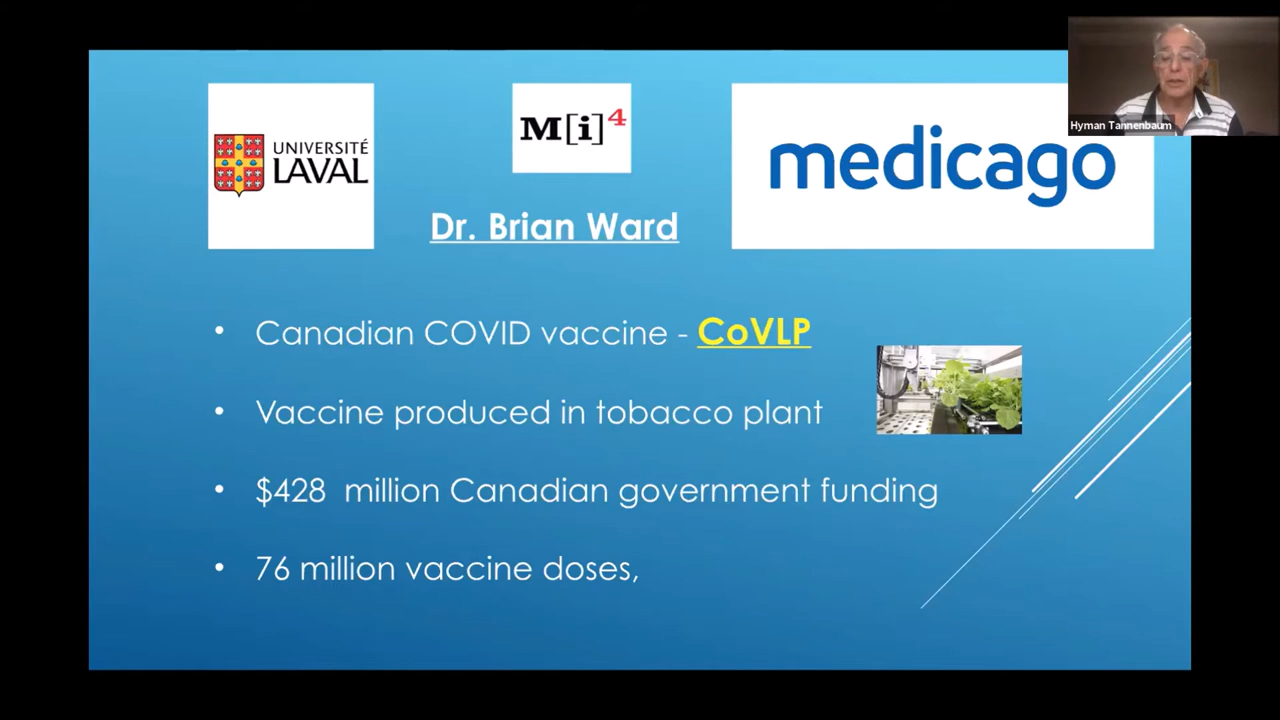 UNIVERSITÉ
LAVAL
M[i]4
medicago
Hyman Tannenbaum
Dr. Brian Ward
• Canadian COVID vaccine - CoVLP
• Vaccine produced in tobacco plant
• $428 million Canadian government funding
• 76 million vaccine doses,